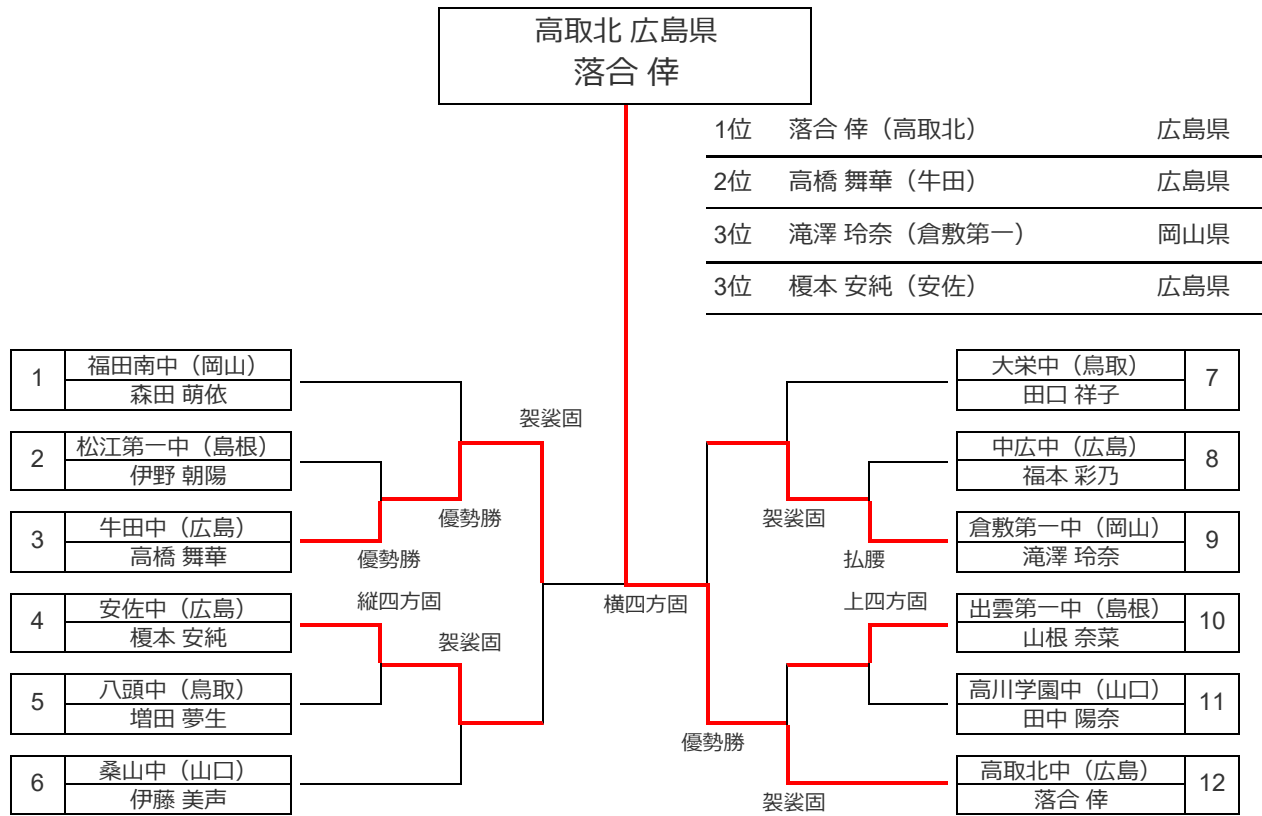 高取北 広島県
落合 倖
1位 落合 倖（高取北） 広島県
2位 高橋 舞華（牛田） 広島県
3位 滝澤 玲奈（倉敷第一） 岡山県
3位 榎本 安純（安佐） 広島県
1 福田南中（岡山）
森田 萌依
2 松江第一中（島根）
伊野 朝陽
3 牛田中（広島）
高橋 舞華
4 安佐中（広島）
榎本 安純
5 八頭中（鳥取）
増田 夢生
6 桑山中（山口）
伊藤 美声
袈裟固
優勢勝
優勢勝
縦四方固
袈裟固
横四方固
袈裟固
払腰
上四方固
優勢勝
袈裟固
大栄中（鳥取） 7
田口 祥子
中広中（広島） 8
福本 彩乃
倉敷第一中（岡山） 9
滝澤 玲奈
出雲第一中（島根） 10
山根 奈菜
高川学園中（山口） 11
田中 陽奈
高取北中（広島） 12
落合 倖